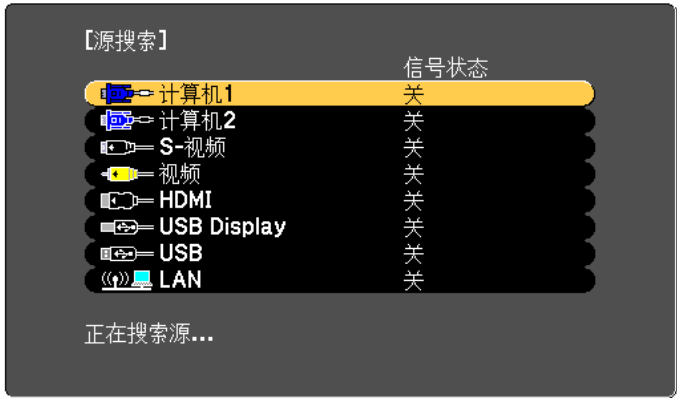 【源搜索】
信号状态
计算机1 关
计算机2 关
S-视频 关
视频 关
HDMI 关
USB Display 关
USB 关
LAN 关
正在搜索源...